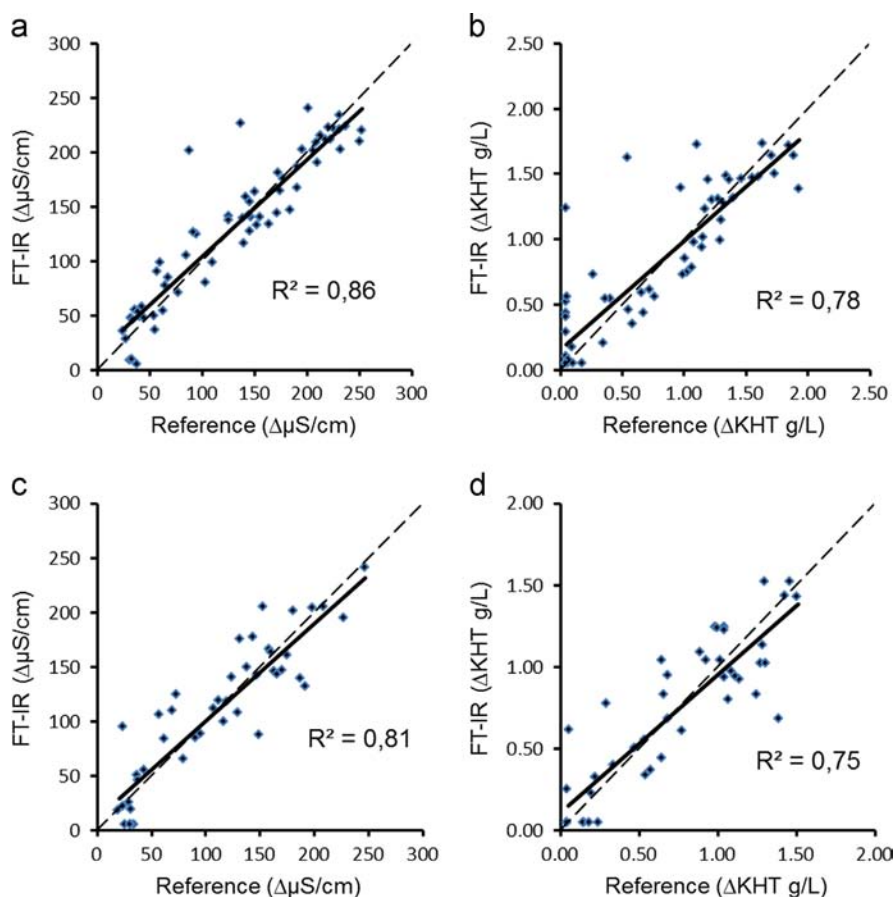 a
300
250
200
150
100
50
0
FT-IR (ΔµS/cm)
R² = 0,86
0 50 100 150 200 250 300
Reference (ΔµS/cm)
b
2.50
2.00
1.50
1.00
0.50
0.00
FT-IR (ΔKHT g/L)
R² = 0,78
0.00 0.50 1.00 1.50 2.00 2.50
Reference (ΔKHT g/L)
c
300
250
200
150
100
50
0
FT-IR (ΔµS/cm)
R² = 0,81
0 50 100 150 200 250 300
Reference (ΔµS/cm)
d
2.00
1.50
1.00
0.50
0.00
FT-IR (ΔKHT g/L)
R² = 0,75
0.00 0.50 1.00 1.50 2.00
Reference (ΔKHT g/L)